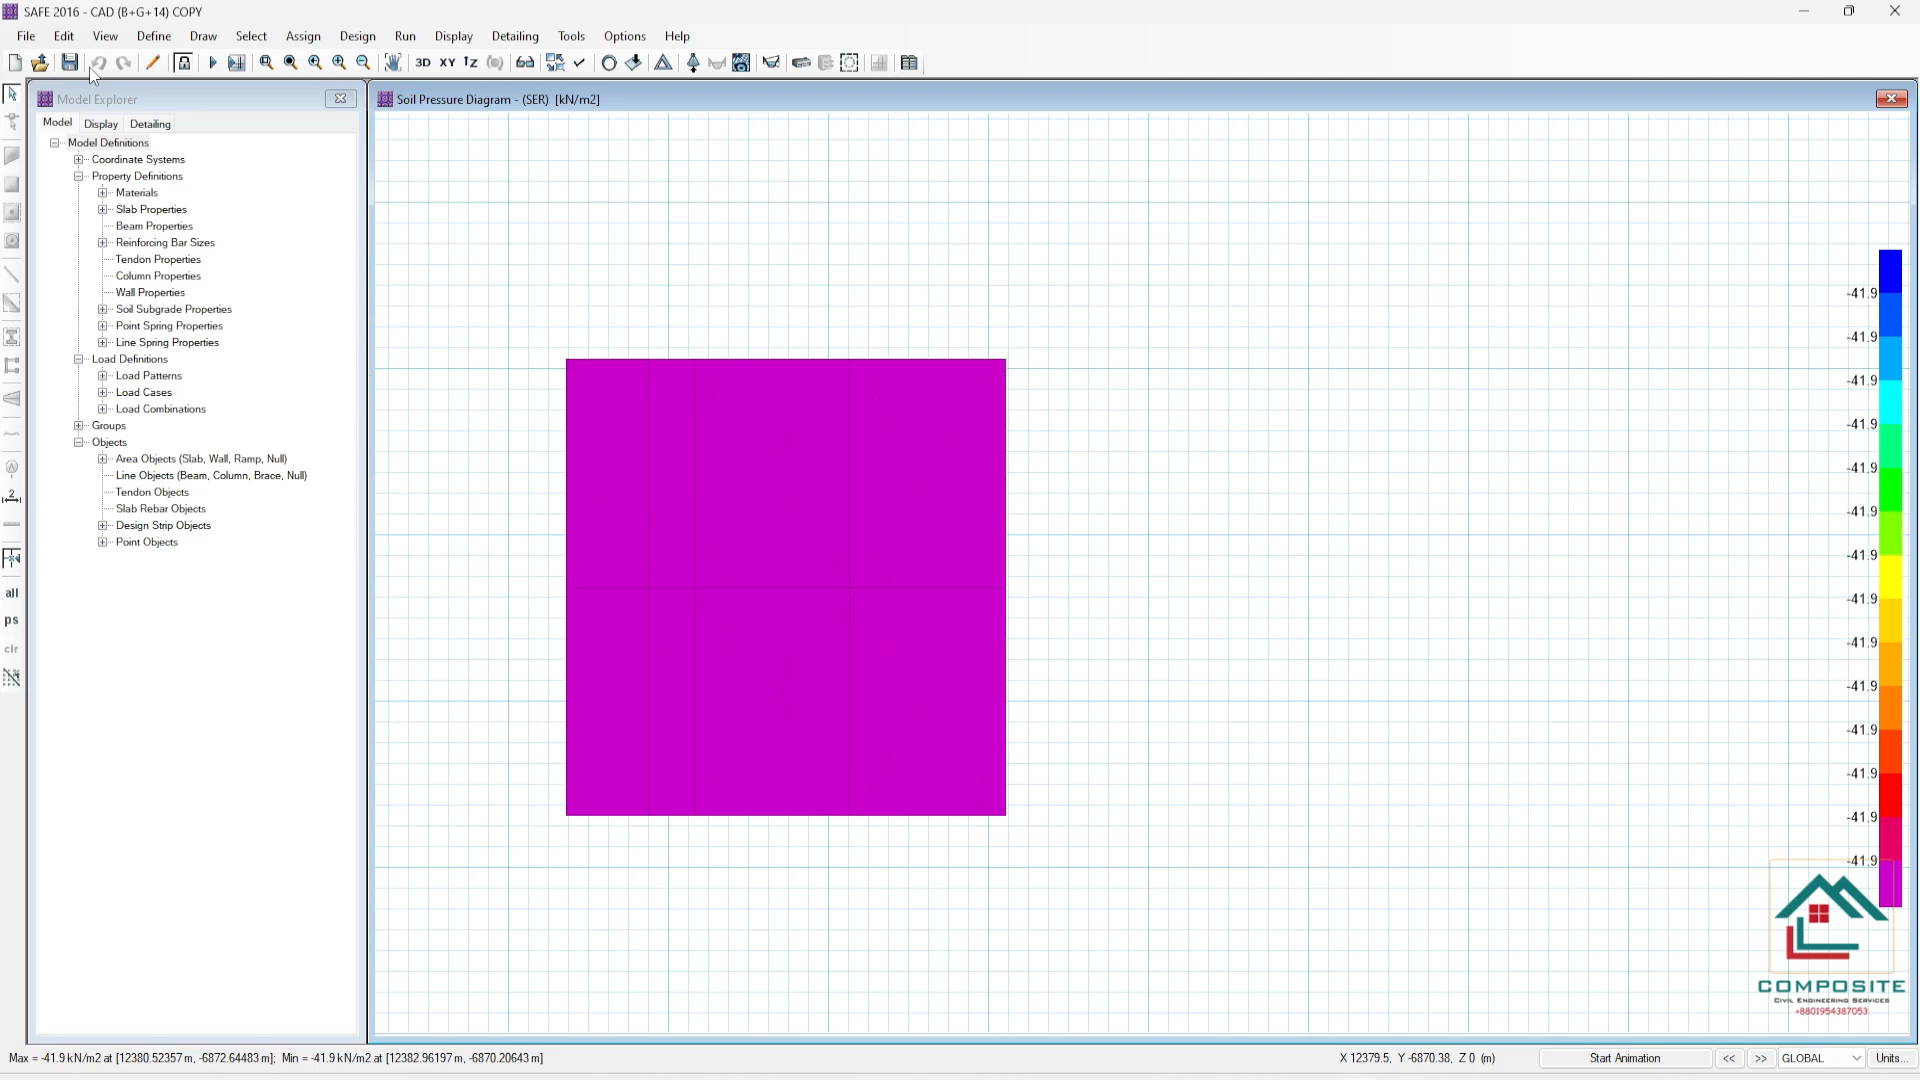 SAFE 2016 - CAD (B+G+14) COPY
File Edit View Define Draw Select Assign Design Run Display Detailing Tools Options Help
3D XY
Model Explorer
Soil Pressure Diagram - (SER) [kN/m2]
Model Display Detailing
Model Definitions
Coordinate Systems
Property Definitions
Materials
Slab Properties
Beam Properties
Reinforcing Bar Sizes
Tendon Properties
Column Properties
Wall Properties
Soil Subgrade Properties
Point Spring Properties
Line Spring Properties
Load Definitions
Load Patterns
Load Cases
Load Combinations
Groups
Objects
Area Objects (Slab, Wall, Ramp, Null)
Line Objects (Beam, Column, Brace, Null)
Tendon Objects
Slab Rebar Objects
Design Strip Objects
Point Objects
all
ps
clr
-41.9
-41.9
-41.9
-41.9
-41.9
-41.9
-41.9
-41.9
-41.9
-41.9
-41.9
-41.9
-41.9
-41.9
COMPOSITE
CIVIL ENGINEERING SERVICES
+8801954387053
Max = -41.9 kN/m2 at [12380.52357 m, -6872.64483 m]; Min = -41.9 kN/m2 at [12382.96197 m, -6870.20643 m]
X 12379.5, Y -6870.38, Z 0 (m)
Start Animation << >> GLOBAL Units...